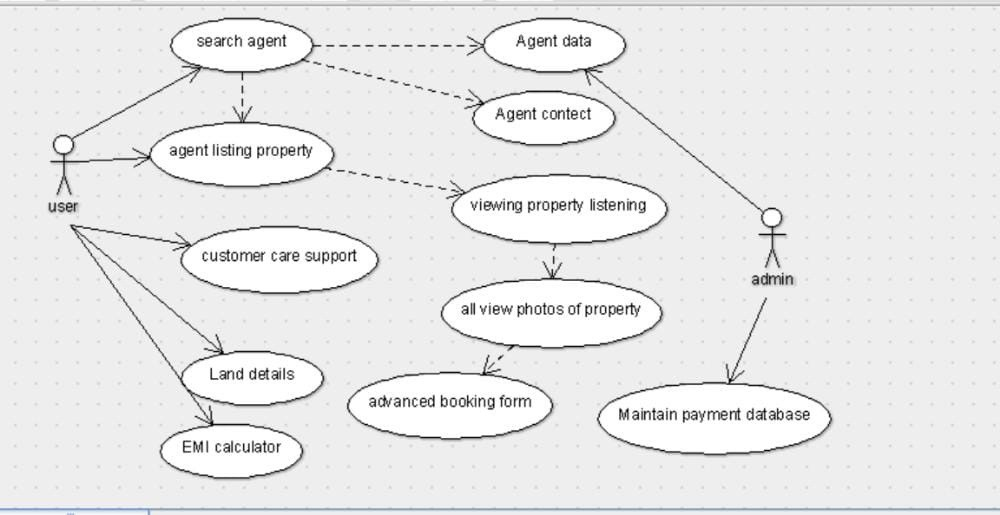 search agent
Agent data
Agent contect
agent listing property
user
viewing property listening
customer care support
admin
all view photos of property
Land details
advanced booking form
Maintain payment database
EMI calculator